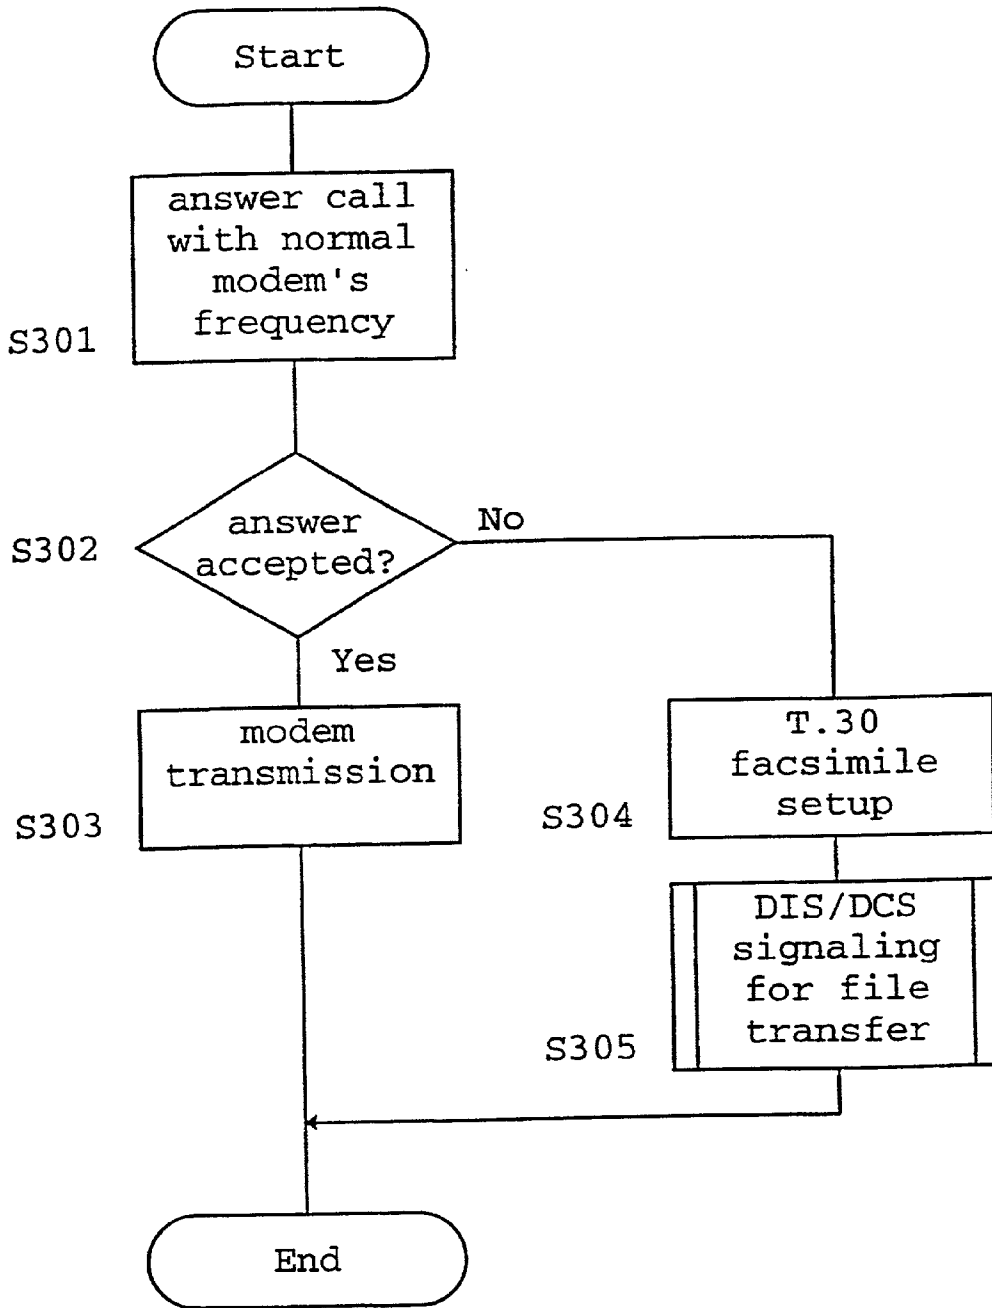 Start
answer call
with normal
modem's
frequency
S301
answer
accepted?
S302
No
Yes
modem
transmission
S303
T.30
facsimile
setup
S304
DIS/DCS
signaling
for file
transfer
S305
End